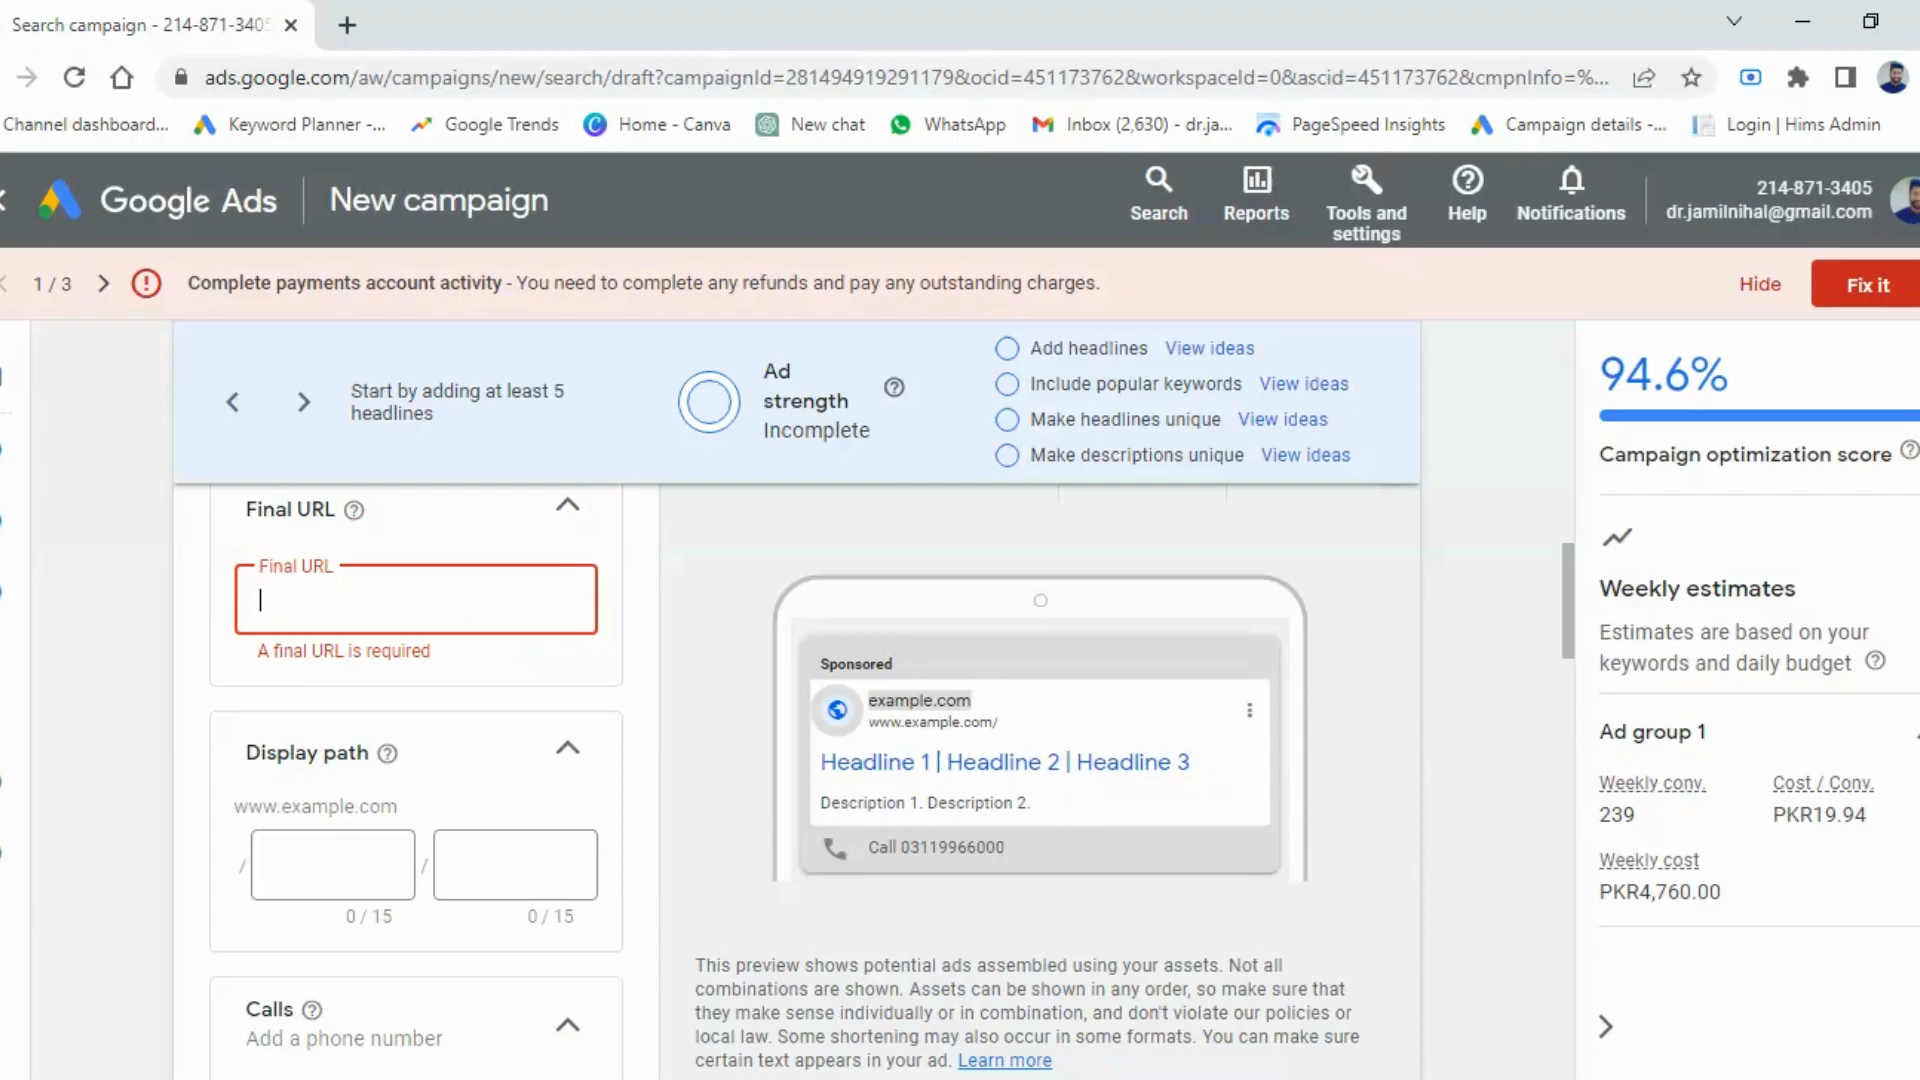 Search campaign - 214-871-3405
ads.google.com/aw/campaigns/new/search/draft?campaignId=281494919291179&ocid=451173762&workspaceId=0&ascid=451173762&cmpnInfo=%...
Channel dashboard... Keyword Planner -... Google Trends Home - Canva New chat WhatsApp Inbox (2,630) - dr.ja... PageSpeed Insights Campaign details -... Login | Hims Admin
Google Ads New campaign
Search Reports Tools and settings Help Notifications
214-871-3405
dr.jamilnihal@gmail.com
1 / 3 Complete payments account activity - You need to complete any refunds and pay any outstanding charges. Hide Fix it
Start by adding at least 5
headlines
Ad
strength
Incomplete
Add headlines View ideas
Include popular keywords View ideas
Make headlines unique View ideas
Make descriptions unique View ideas
Final URL
Final URL
A final URL is required
Display path
www.example.com
/ /
0 / 15 0 / 15
Calls
Add a phone number
Sponsored
example.com
www.example.com/
Headline 1 | Headline 2 | Headline 3
Description 1. Description 2.
Call 03119966000
This preview shows potential ads assembled using your assets. Not all
combinations are shown. Assets can be shown in any order, so make sure that
they make sense individually or in combination, and don't violate our policies or
local law. Some shortening may also occur in some formats. You can make sure
certain text appears in your ad. Learn more
94.6%
Campaign optimization score
Weekly estimates
Estimates are based on your
keywords and daily budget
Ad group 1
Weekly conv. Cost / Conv.
239 PKR19.94
Weekly cost
PKR4,760.00